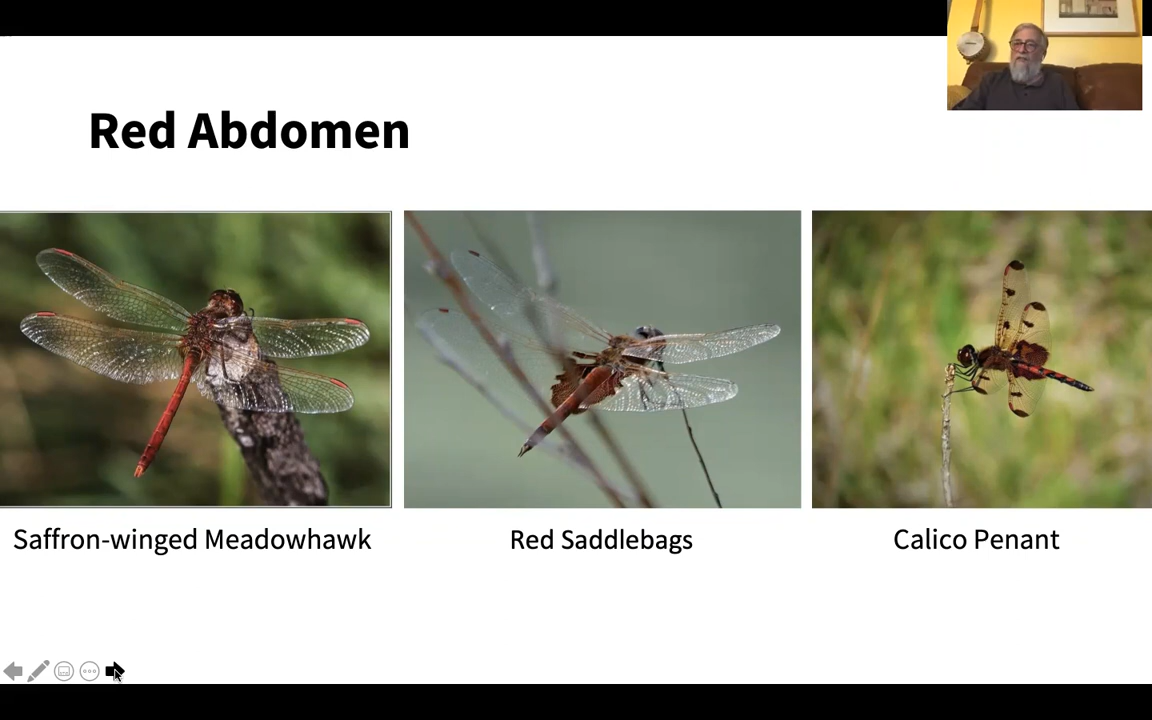 Red Abdomen
Saffron-winged Meadowhawk
Red Saddlebags
Calico Penant